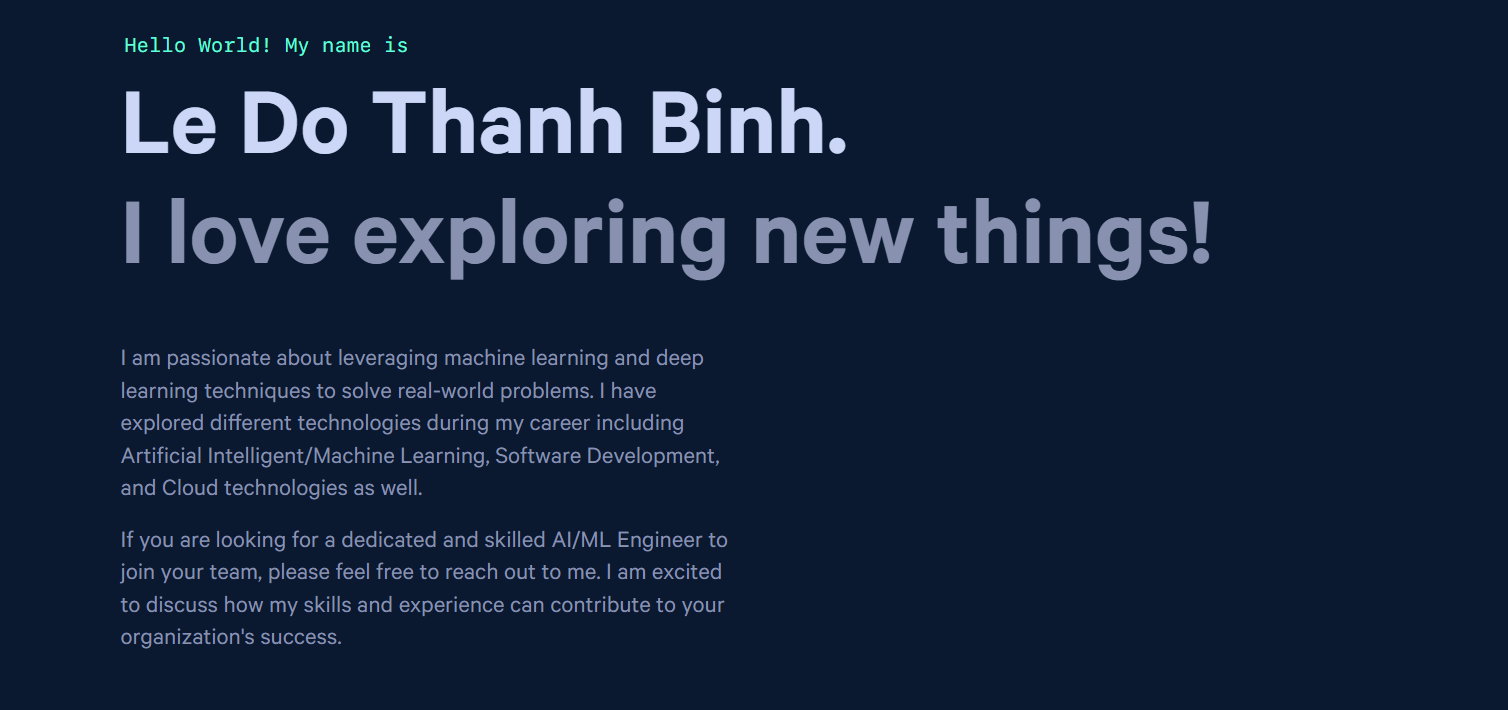 Hello World! My name is
Le Do Thanh Binh.
I love exploring new things!
I am passionate about leveraging machine learning and deep
learning techniques to solve real-world problems. I have
explored different technologies during my career including
Artificial Intelligent/Machine Learning, Software Development,
and Cloud technologies as well.
If you are looking for a dedicated and skilled AI/ML Engineer to
join your team, please feel free to reach out to me. I am excited
to discuss how my skills and experience can contribute to your
organization's success.